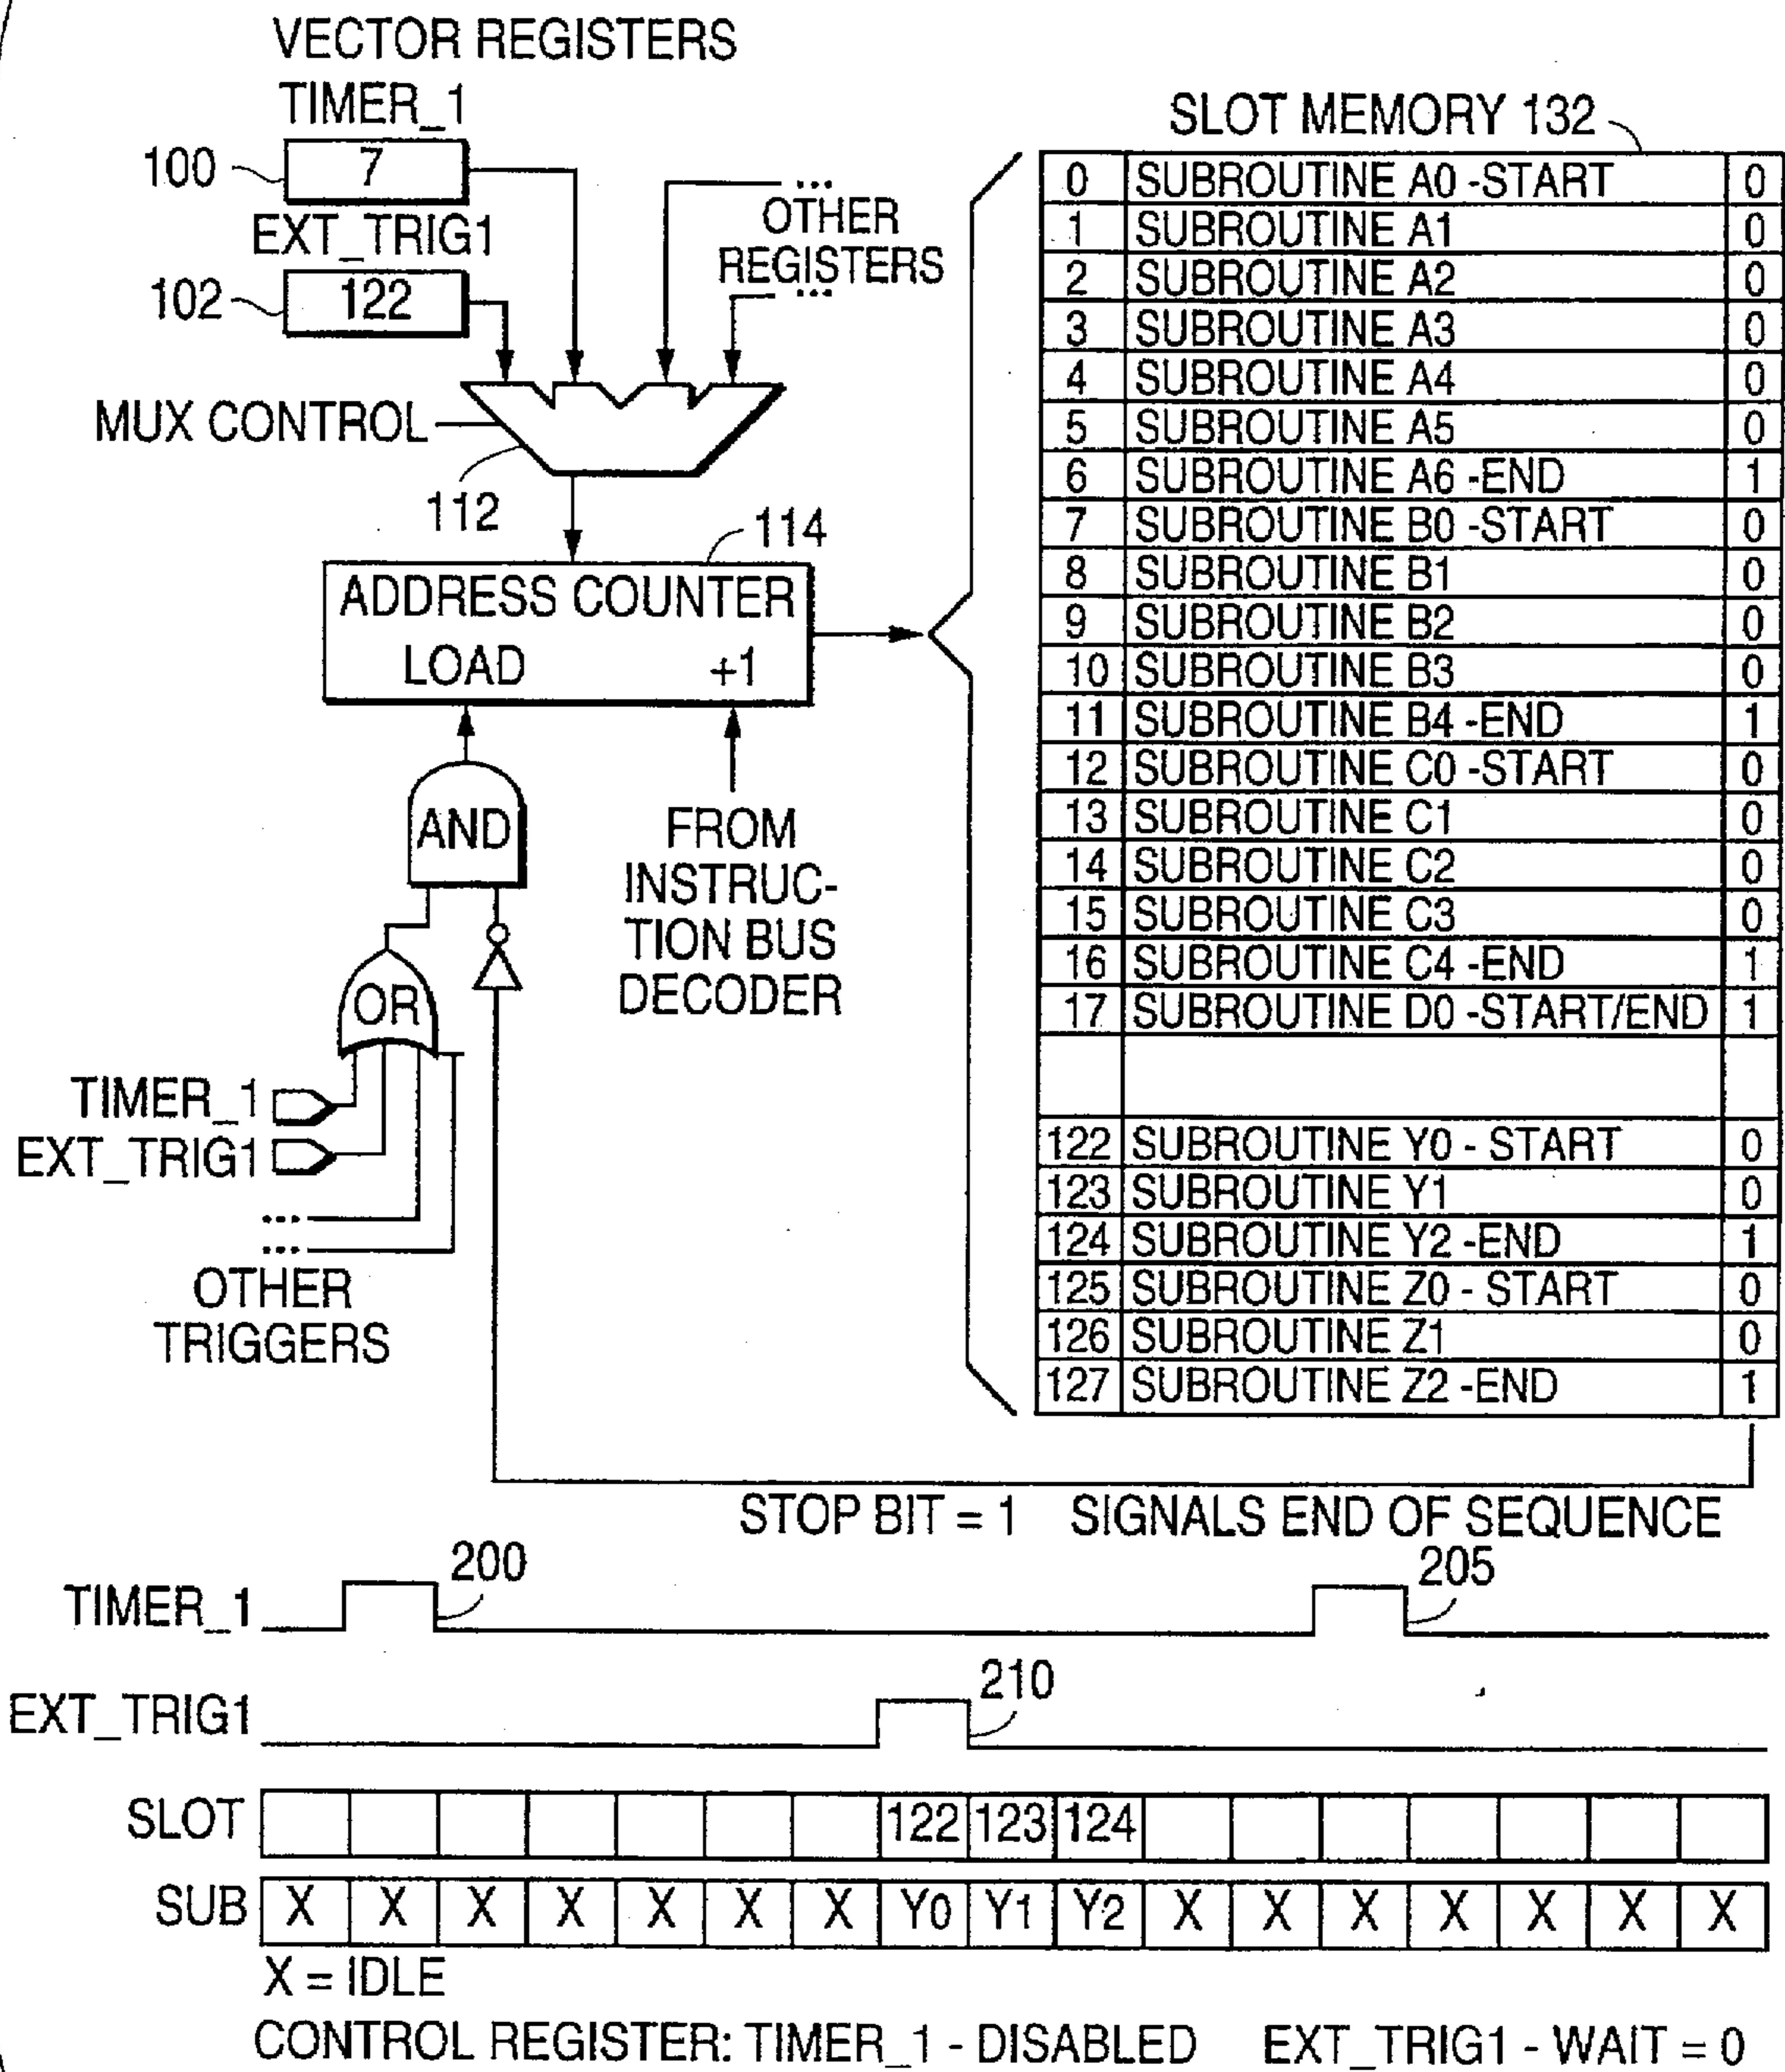 VECTOR REGISTERS
TIMER_1
100
7
EXT_TRIG1
102
122
...
OTHER
REGISTERS
...
MUX CONTROL
112
114
ADDRESS COUNTER
LOAD +1
AND
FROM
INSTRUC-
TION BUS
DECODER
OR
TIMER_1
EXT_TRIG1
...
...
OTHER
TRIGGERS
SLOT MEMORY 132
0 SUBROUTINE A0 -START 0
1 SUBROUTINE A1 0
2 SUBROUTINE A2 0
3 SUBROUTINE A3 0
4 SUBROUTINE A4 0
5 SUBROUTINE A5 0
6 SUBROUTINE A6 -END 1
7 SUBROUTINE B0 -START 0
8 SUBROUTINE B1 0
9 SUBROUTINE B2 0
10 SUBROUTINE B3 0
11 SUBROUTINE B4 -END 1
12 SUBROUTINE C0 -START 0
13 SUBROUTINE C1 0
14 SUBROUTINE C2 0
15 SUBROUTINE C3 0
16 SUBROUTINE C4 -END 1
17 SUBROUTINE D0 -START/END 1
122 SUBROUTINE Y0 - START 0
123 SUBROUTINE Y1 0
124 SUBROUTINE Y2 -END 1
125 SUBROUTINE Z0 - START 0
126 SUBROUTINE Z1 0
127 SUBROUTINE Z2 -END 1
STOP BIT = 1 SIGNALS END OF SEQUENCE
TIMER_1 200 205
EXT_TRIG1 210
SLOT 122 123 124
SUB X X X X X X X Y0 Y1 Y2 X X X X X X X
X = IDLE
CONTROL REGISTER: TIMER_1 - DISABLED EXT_TRIG1 - WAIT = 0